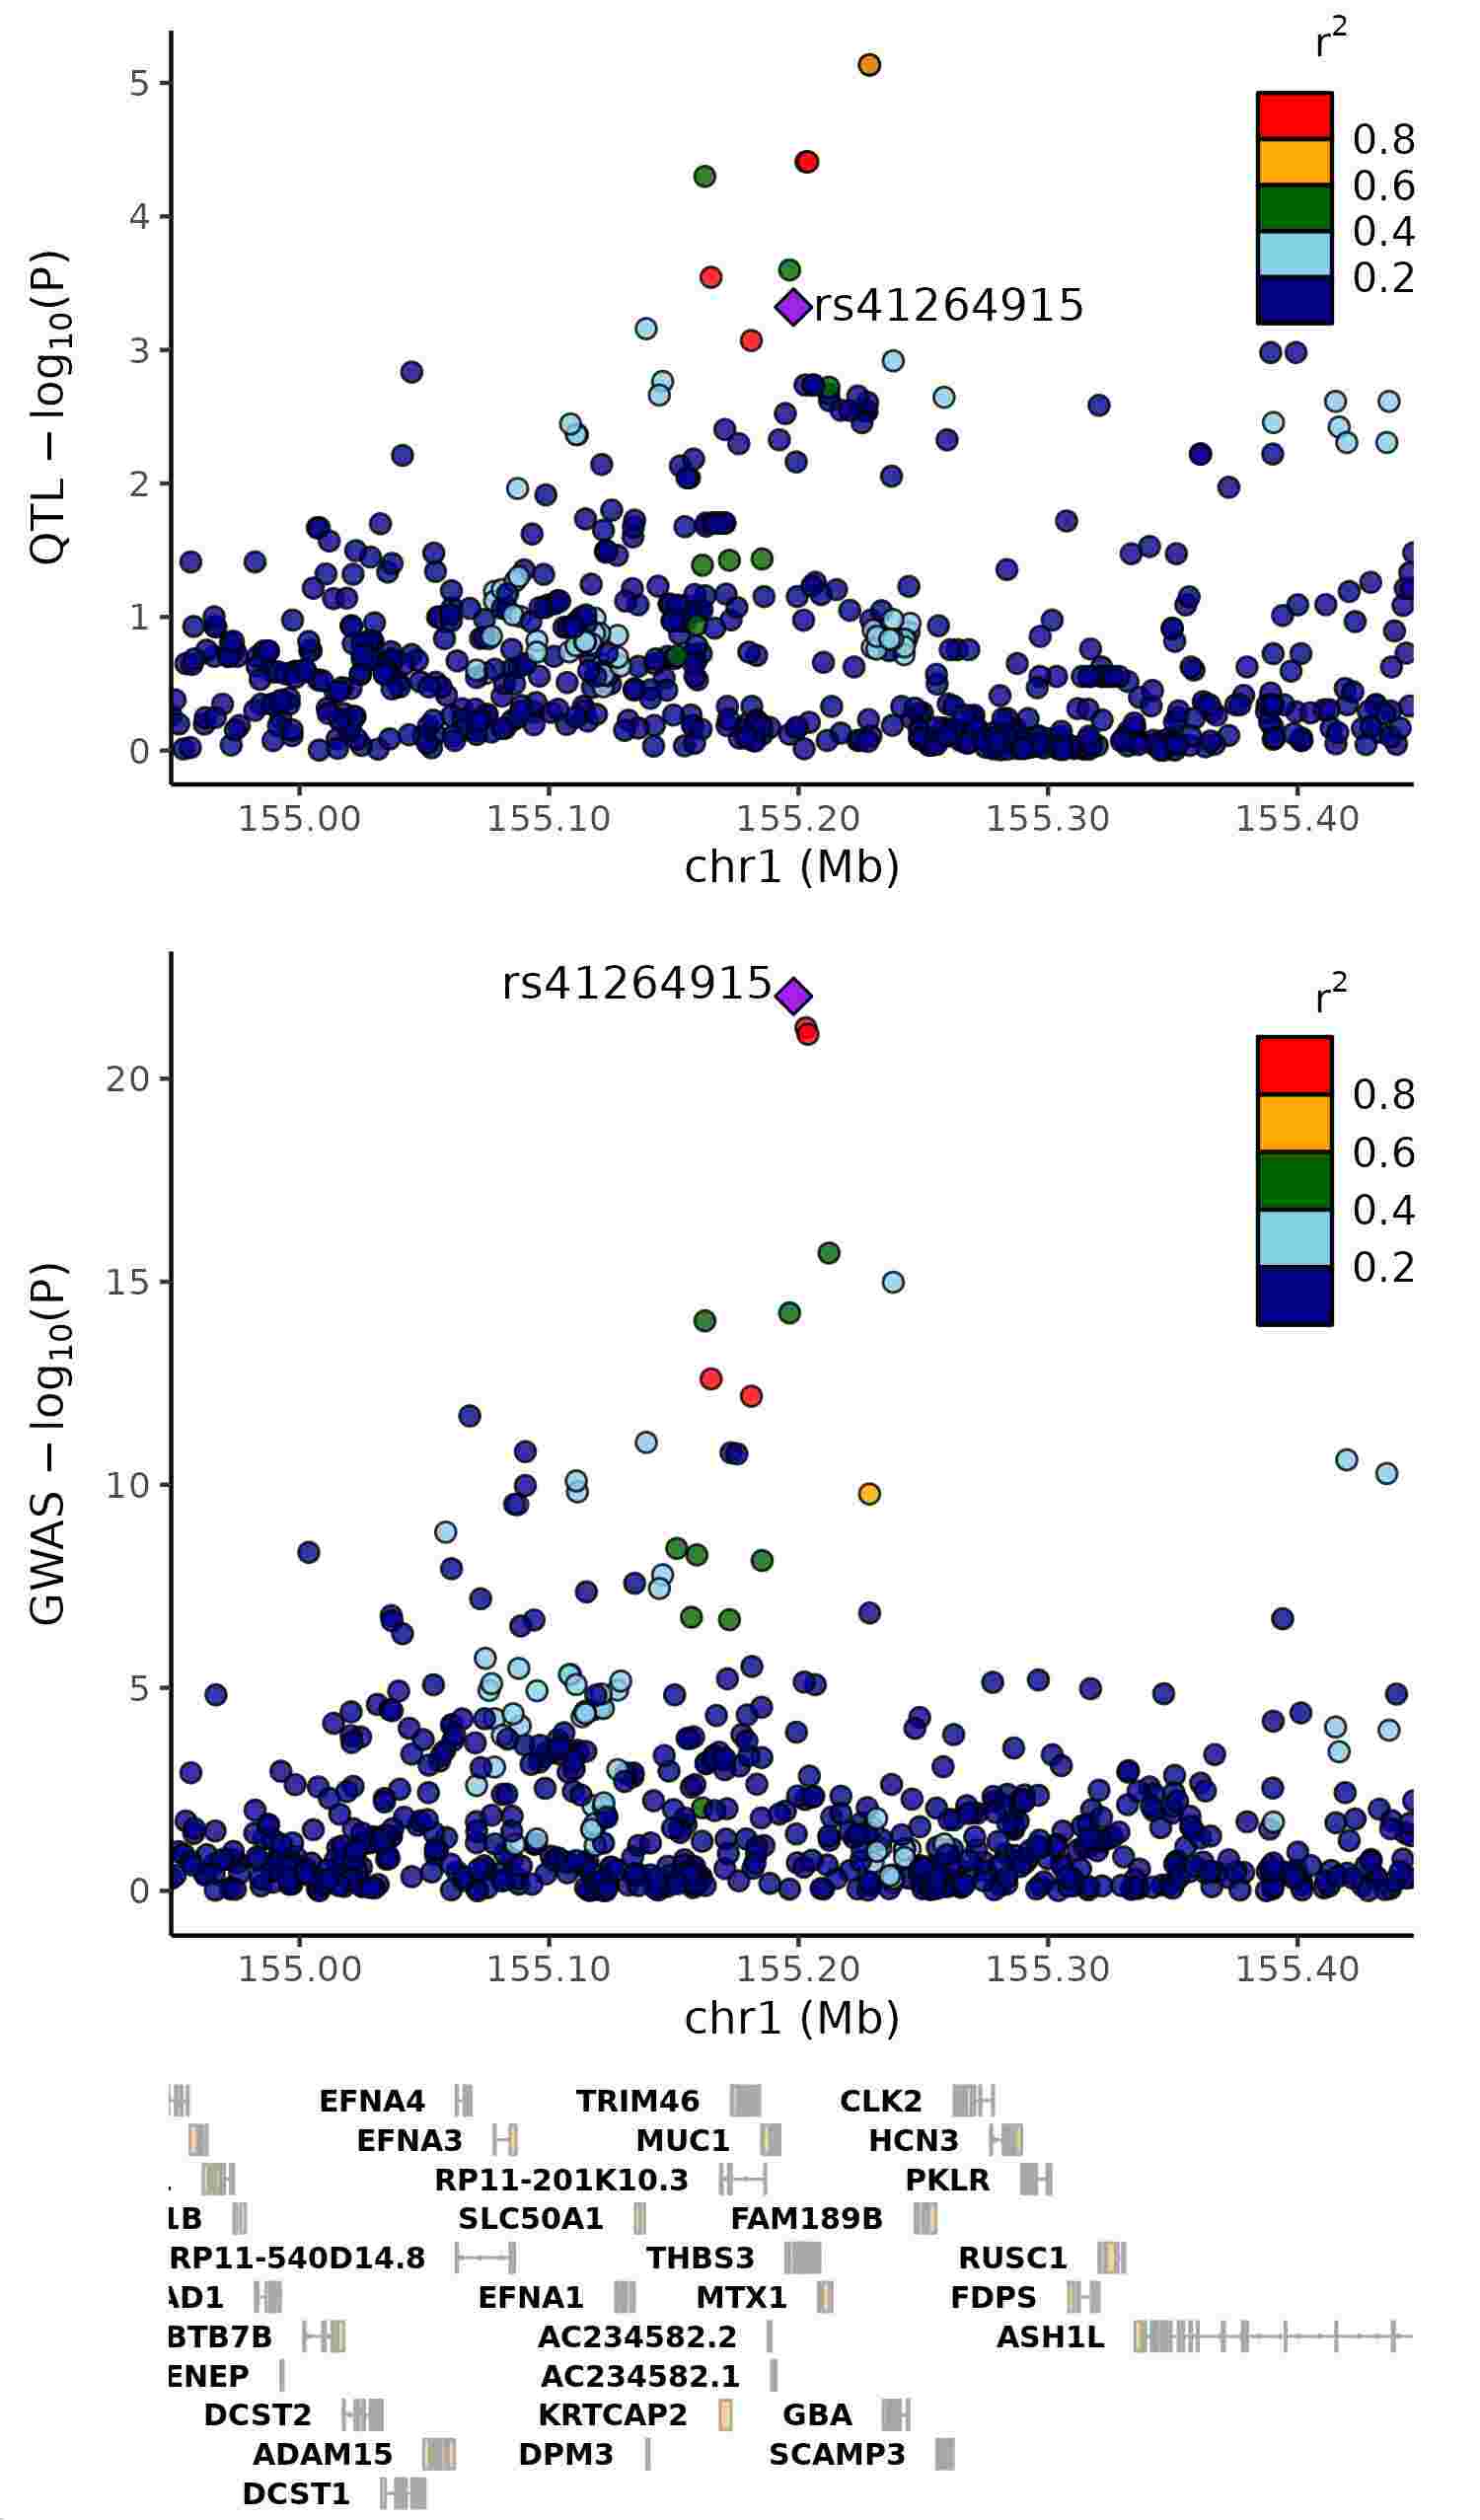 r2
5
4
3
2
1
0
QTL − log10(P)
rs41264915
0.8
0.6
0.4
0.2
155.00 155.10 155.20 155.30 155.40
chr1 (Mb)
rs41264915
r2
20
15
10
5
0
GWAS − log10(P)
0.8
0.6
0.4
0.2
155.00 155.10 155.20 155.30 155.40
chr1 (Mb)
EFNA4 TRIM46 CLK2
EFNA3 MUC1 HCN3
RP11-201K10.3 PKLR
LB SLC50A1 FAM189B
RP11-540D14.8 THBS3 RUSC1
AD1 EFNA1 MTX1 FDPS
BTB7B AC234582.2 ASH1L
ENEP AC234582.1
DCST2 KRTCAP2 GBA
ADAM15 DPM3 SCAMP3
DCST1